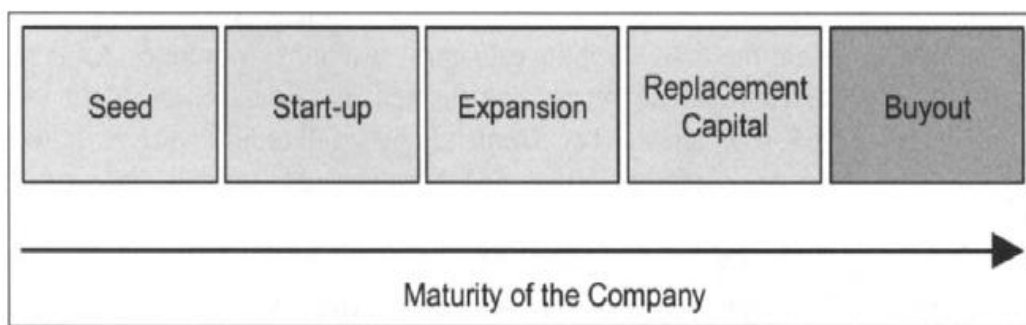 Seed
Start-up
Expansion
Replacement
Capital
Buyout
Maturity of the Company